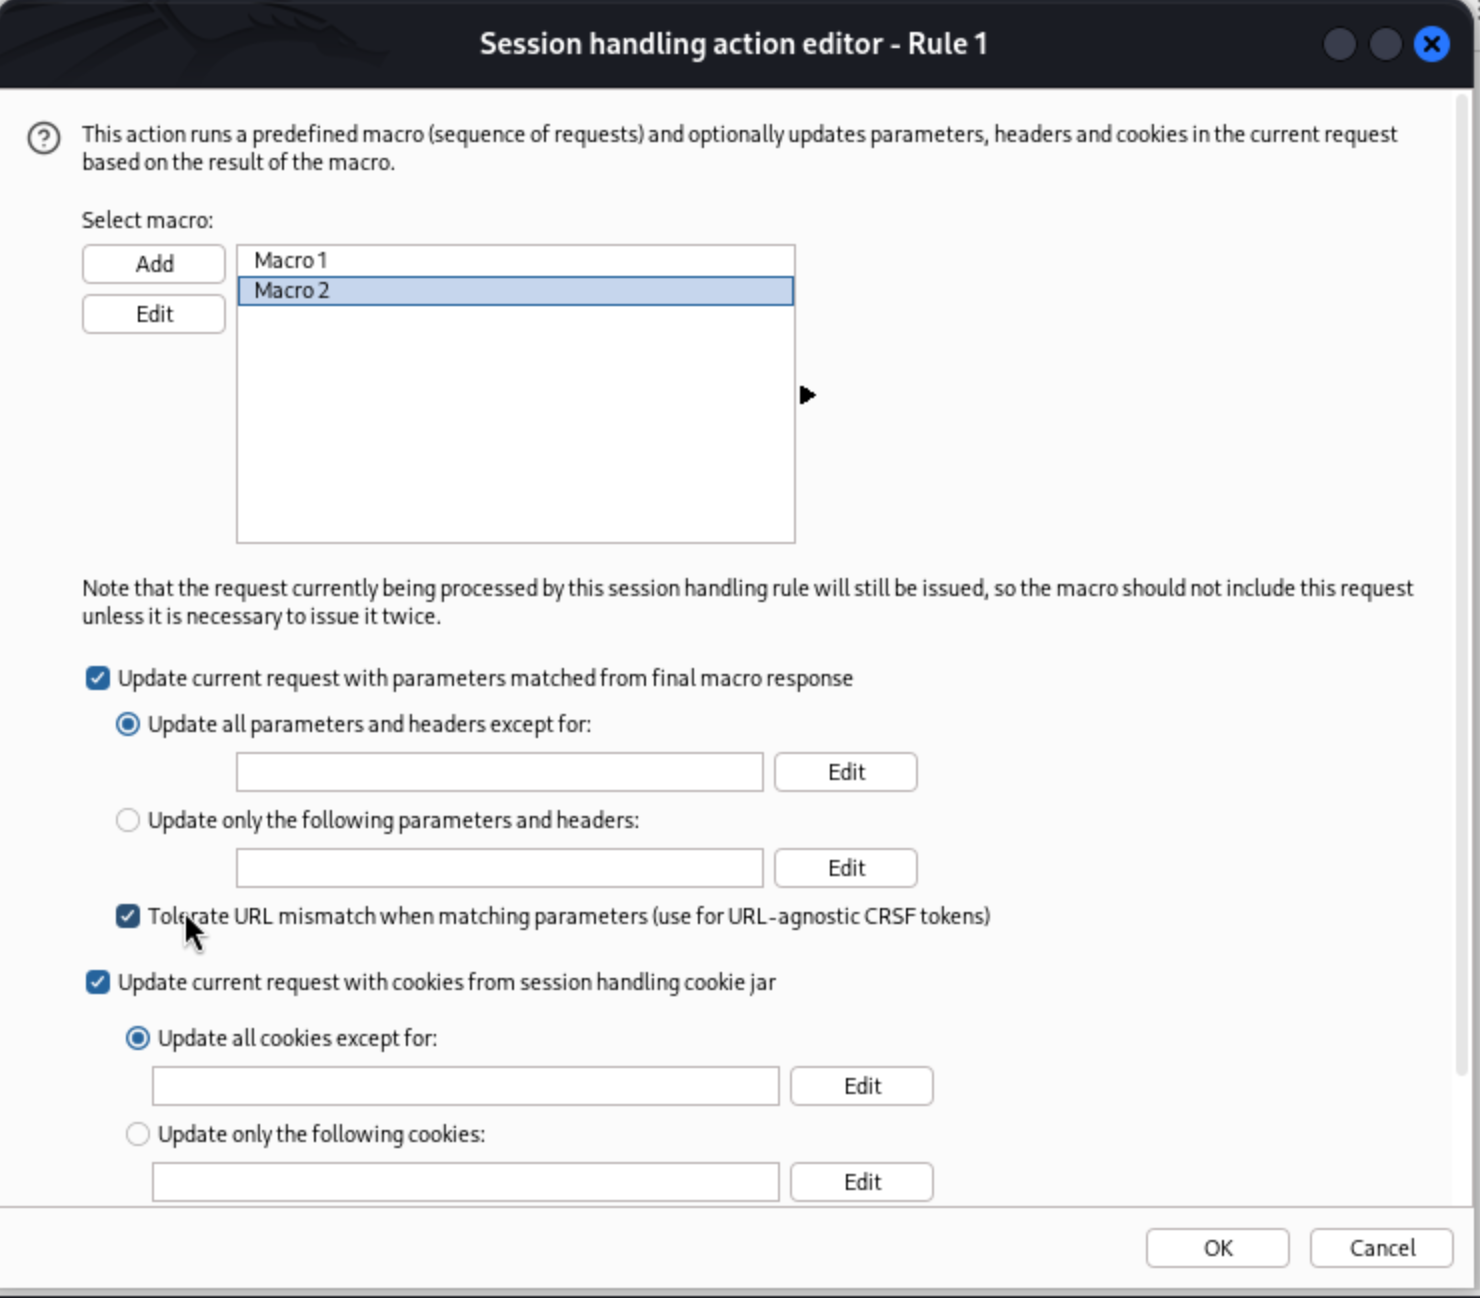 Session handling action editor - Rule 1
This action runs a predefined macro (sequence of requests) and optionally updates parameters, headers and cookies in the current request
based on the result of the macro.
Select macro:
Add
Macro 1
Macro 2
Edit
Note that the request currently being processed by this session handling rule will still be issued, so the macro should not include this request
unless it is necessary to issue it twice.
Update current request with parameters matched from final macro response
Update all parameters and headers except for:
Edit
Update only the following parameters and headers:
Edit
Tolerate URL mismatch when matching parameters (use for URL-agnostic CRSF tokens)
Update current request with cookies from session handling cookie jar
Update all cookies except for:
Edit
Update only the following cookies:
Edit
OK
Cancel